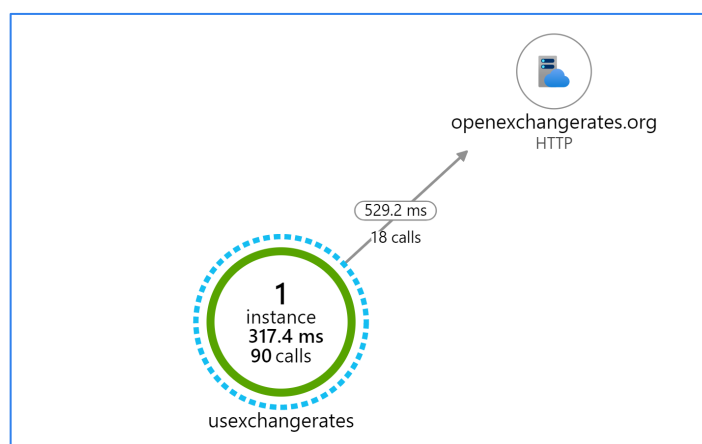 openexchangerates.org
HTTP
529.2 ms
18 calls
1
instance
317.4 ms
90 calls
usexchangerates